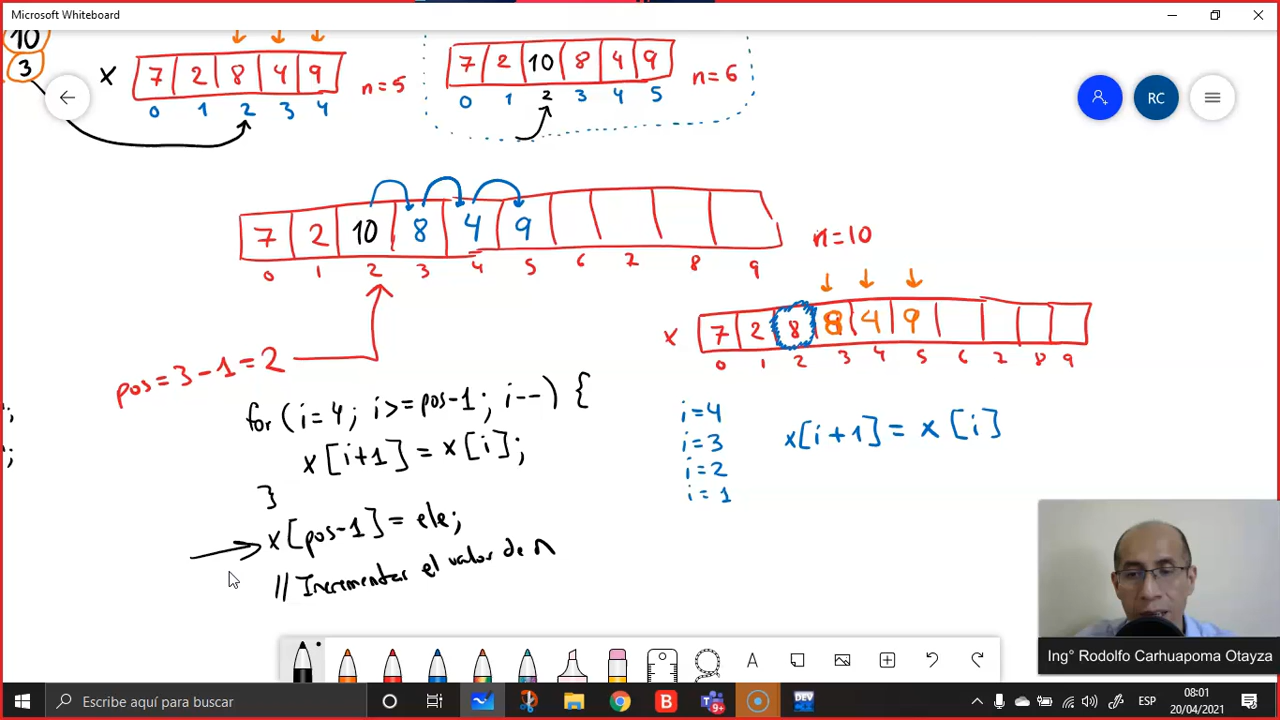 Microsoft Whiteboard
10
3
x 7 2 8 4 9 n=5
0 1 2 3 4
7 2 10 8 4 9 n=6
0 1 2 3 4 5
RC
7 2 10 8 4 9
n=10
0 1 2 3 4 5 6 7 8 9
x 7 2 8 8 4 9
0 1 2 3 4 5 6 7 8 9
pos=3-1=2
for (i=4; i>=pos-1; i--) {
x[i+1]=x[i];
}
x[pos-1]= ele;
// Incrementar el valor de n
;
;
i=4
i=3
i=2
i=1
x[i+1]= x[i]
Ing° Rodolfo Carhuapoma Otayza
A
Escribe aquí para buscar
B
9+
DEV
ESP
08:01
20/04/2021